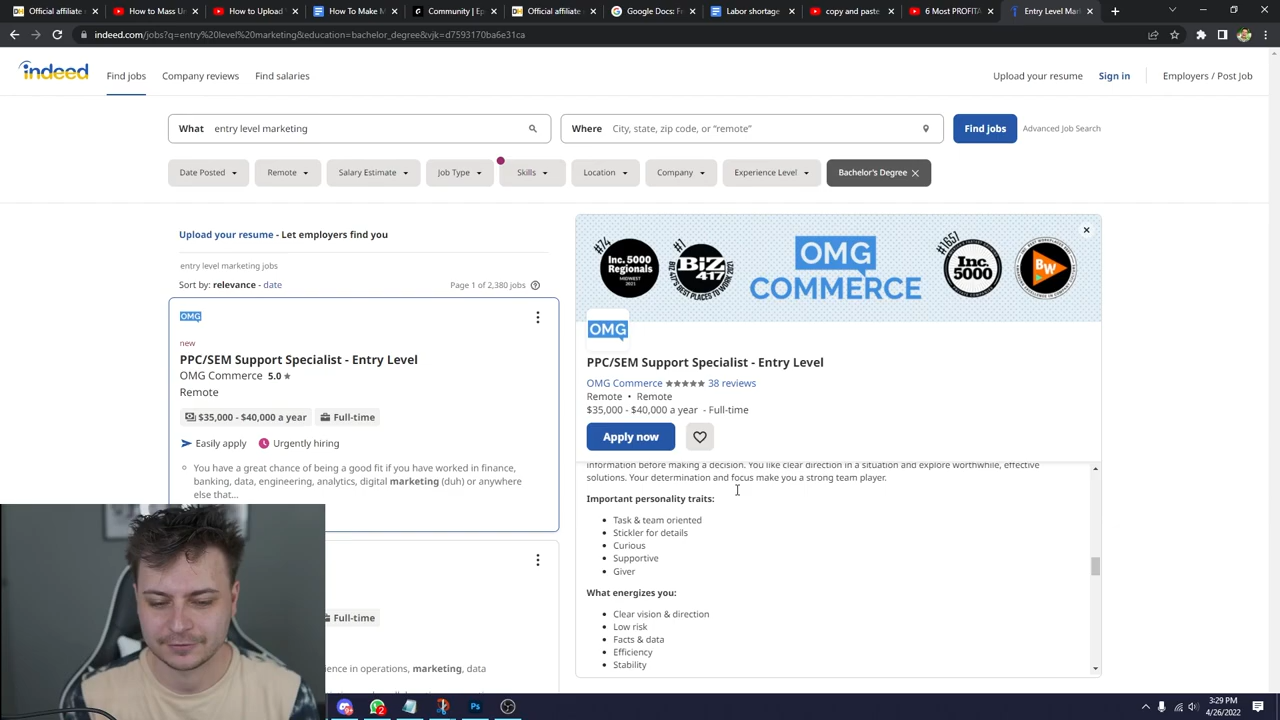 How to Mas
Return to
How To Make M
Community | Ep
Official affiliate
Google Docs: F
Labor shortage
copy and paste
6 Most PROFITA
Entry Level Mar
indeed.com/jobs?q=entry%20level%20marketing&education=bachelor_degree&vjk=d7593170ba6e31ca
indeed
Find jobs
Company reviews
Find salaries
Upload your resume
Sign in
Employers / Post Job
What
entry level marketing
Where
City, state, zip code, or “remote”
Find jobs
Advanced Job Search
Date Posted
Remote
Salary Estimate
Job Type
Skills
Location
Company
Experience Level
Bachelor's Degree
Upload your resume - Let employers find you
entry level marketing jobs
Sort by: relevance - date
Page 1 of 2,380 jobs
OMG
new
PPC/SEM Support Specialist - Entry Level
OMG Commerce 5.0
Remote
$35,000 - $40,000 a year
Full-time
Easily apply
Urgently hiring
You have a great chance of being a good fit if you have worked in finance,
banking, data, engineering, analytics, digital marketing (duh) or anywhere
else that...
Full-time
ence in operations, marketing, data
#74
Inc. 5000
Regionals
MIDWEST
2021
#1
BIZ
417
OMG
COMMERCE
#1657
Inc.
5000
BW
OMG
PPC/SEM Support Specialist - Entry Level
OMG Commerce 38 reviews
Remote • Remote
$35,000 - $40,000 a year - Full-time
Apply now
information before making a decision. You like clear direction in a situation and explore worthwhile, effective
solutions. Your determination and focus make you a strong team player.
Important personality traits:
Task & team oriented
Stickler for details
Curious
Supportive
Giver
What energizes you:
Clear vision & direction
Low risk
Facts & data
Efficiency
Stability
2
3:29 PM
4/26/2022